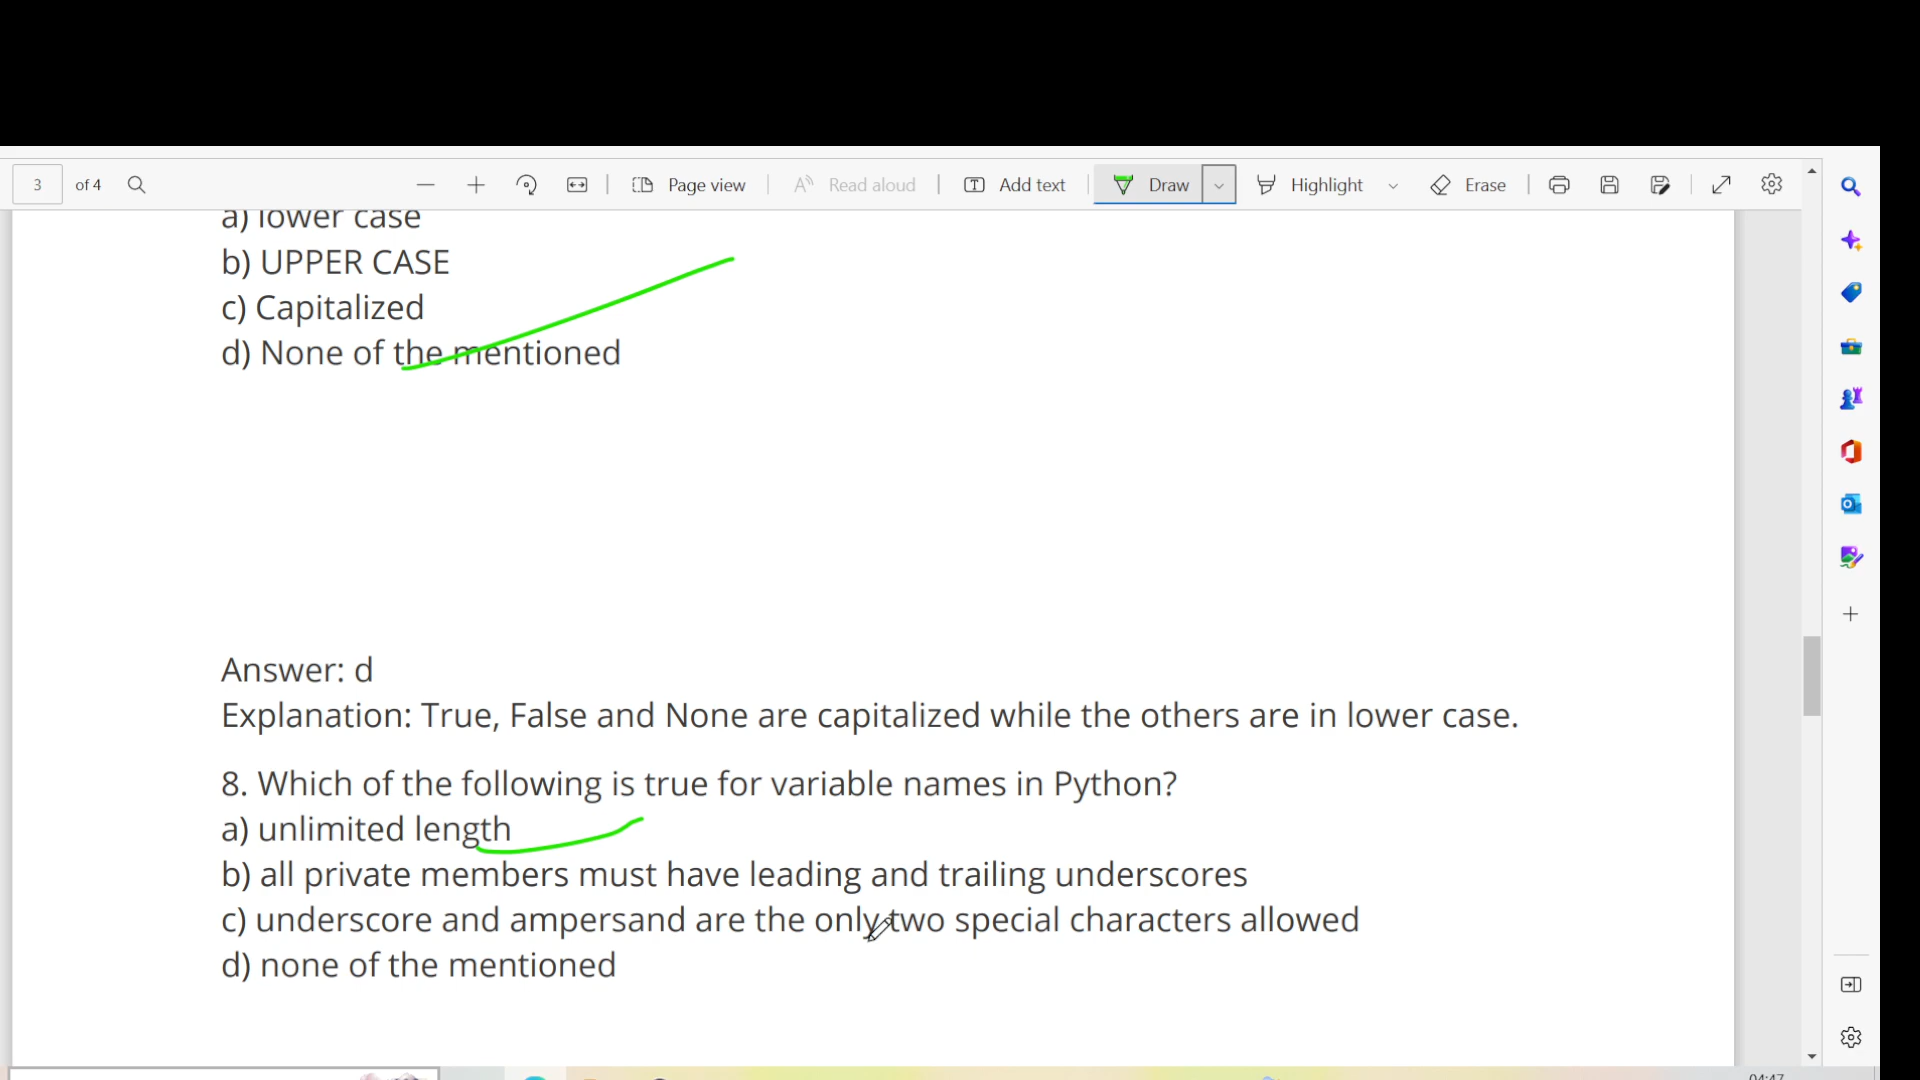 3 of 4 Page view Read aloud Add text Draw Highlight Erase
a) lower case
b) UPPER CASE
c) Capitalized
d) None of the mentioned
Answer: d
Explanation: True, False and None are capitalized while the others are in lower case.
8. Which of the following is true for variable names in Python?
a) unlimited length
b) all private members must have leading and trailing underscores
c) underscore and ampersand are the only two special characters allowed
d) none of the mentioned
04:47